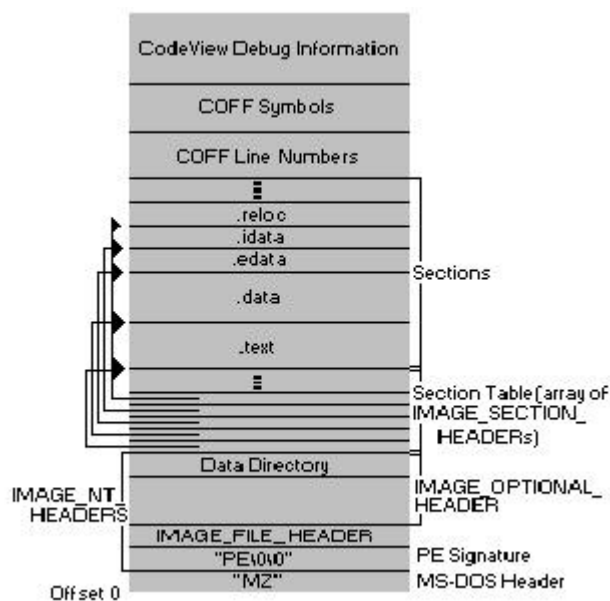 CodeView Debug Information
COFF Symbols
COFF Line Numbers
.reloc
.idata
.edata
.data
.text
Sections
Section Table (array of
IMAGE_SECTION_
HEADERs)
Data Directory
IMAGE_NT_
HEADERS
IMAGE_OPTIONAL_
HEADER
IMAGE_FILE_HEADER
"PE\0\0"
PE Signature
"MZ"
MS-DOS Header
Offset 0